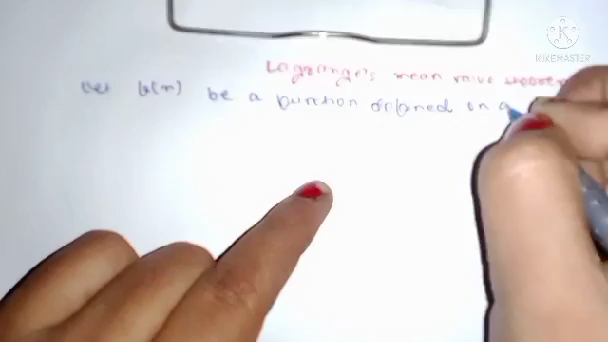 KINEMASTER
Lagrange's mean value theorem
Let f(x) be a function defined on a